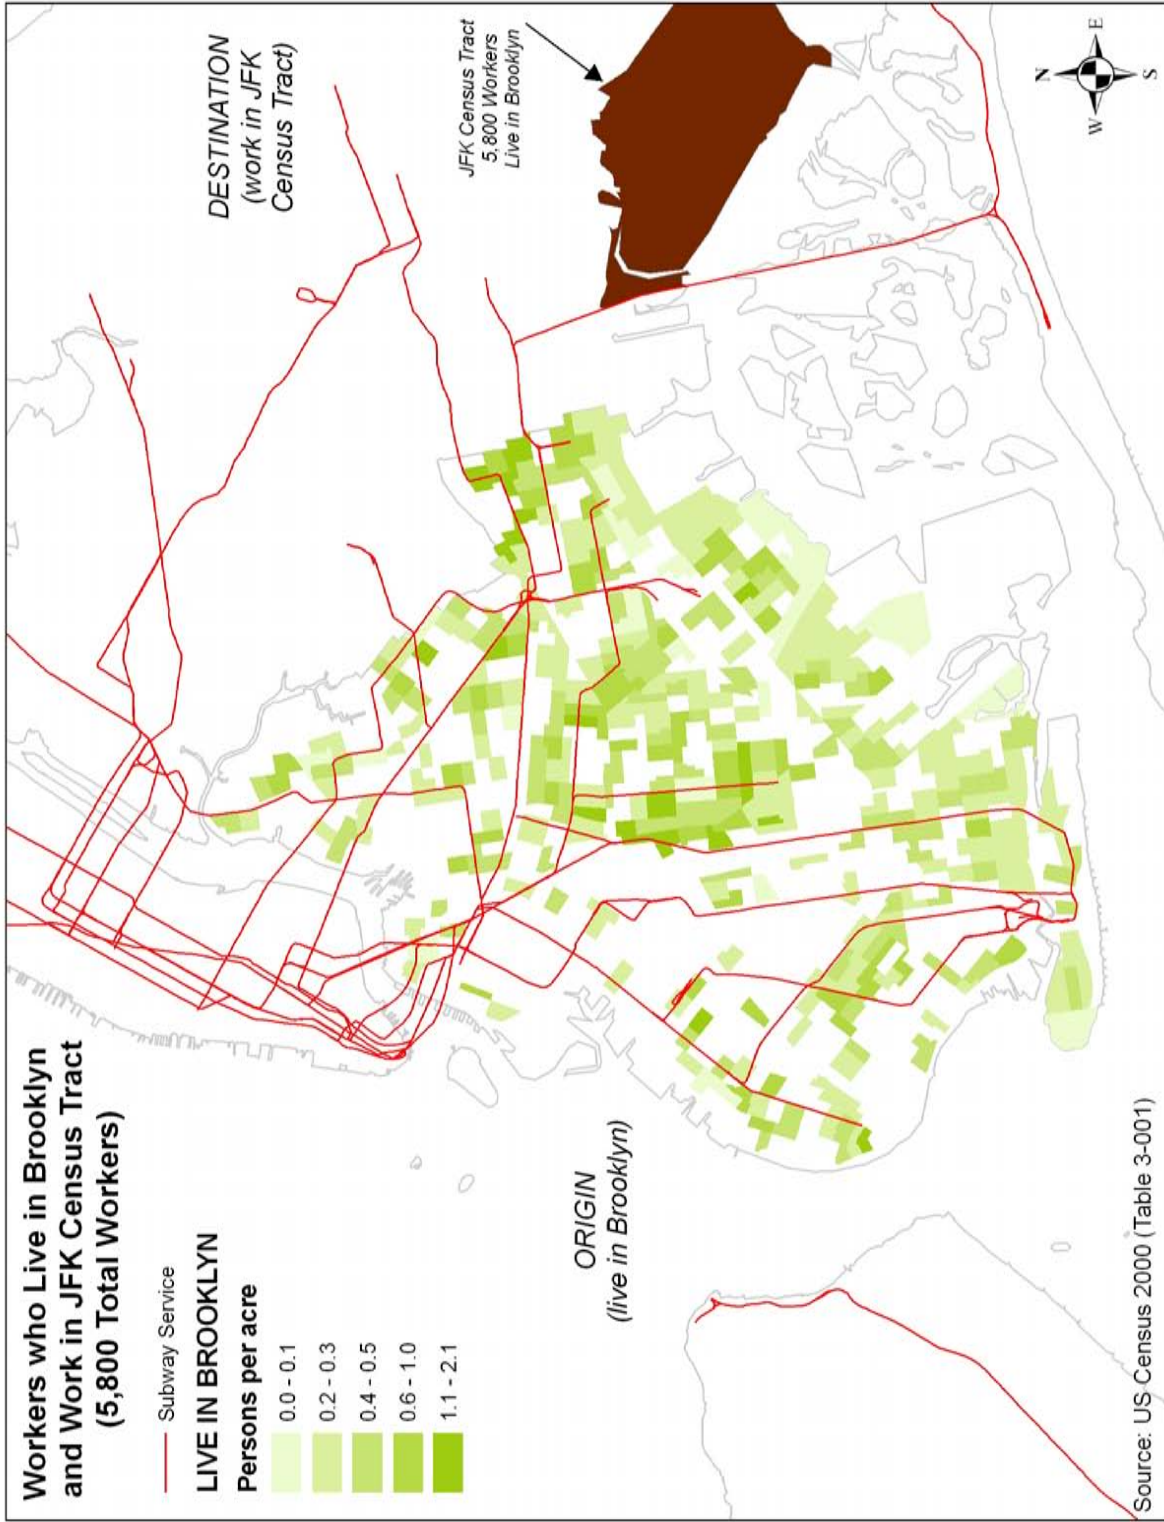 Workers who Live in Brooklyn
and Work in JFK Census Tract
(5,800 Total Workers)
Subway Service
LIVE IN BROOKLYN
Persons per acre
0.0 - 0.1
0.2 - 0.3
0.4 - 0.5
0.6 - 1.0
1.1 - 2.1
DESTINATION
(work in JFK
Census Tract)
JFK Census Tract
5,800 Workers
Live in Brooklyn
ORIGIN
(live in Brooklyn)
N
W
E
S
Source: US Census 2000 (Table 3-001)